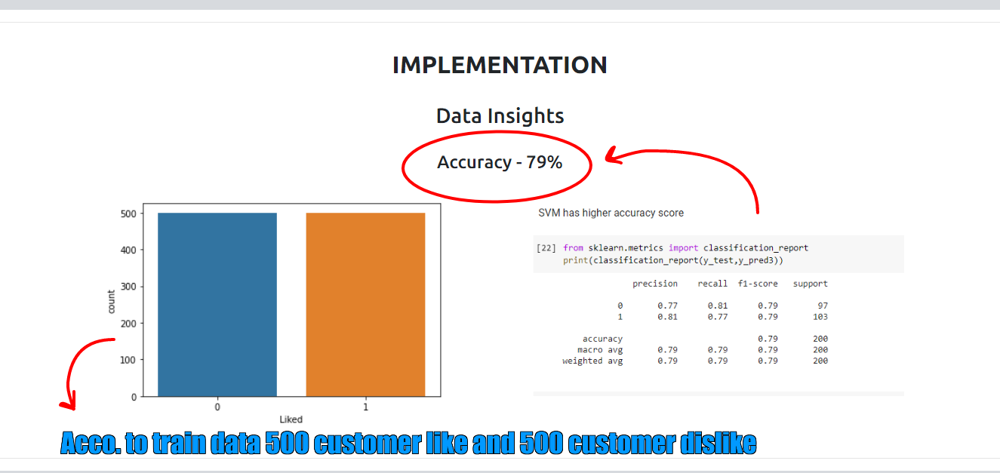 IMPLEMENTATION
Data Insights
Accuracy - 79%
500
400
300
200
100
0
count
0 1
Liked
SVM has higher accuracy score
[22] from sklearn.metrics import classification_report
print(classification_report(y_test,y_pred3))
precision recall f1-score support
0 0.77 0.81 0.79 97
1 0.81 0.77 0.79 103
accuracy 0.79 200
macro avg 0.79 0.79 0.79 200
weighted avg 0.79 0.79 0.79 200
Acco. to train data 500 customer like and 500 customer dislike